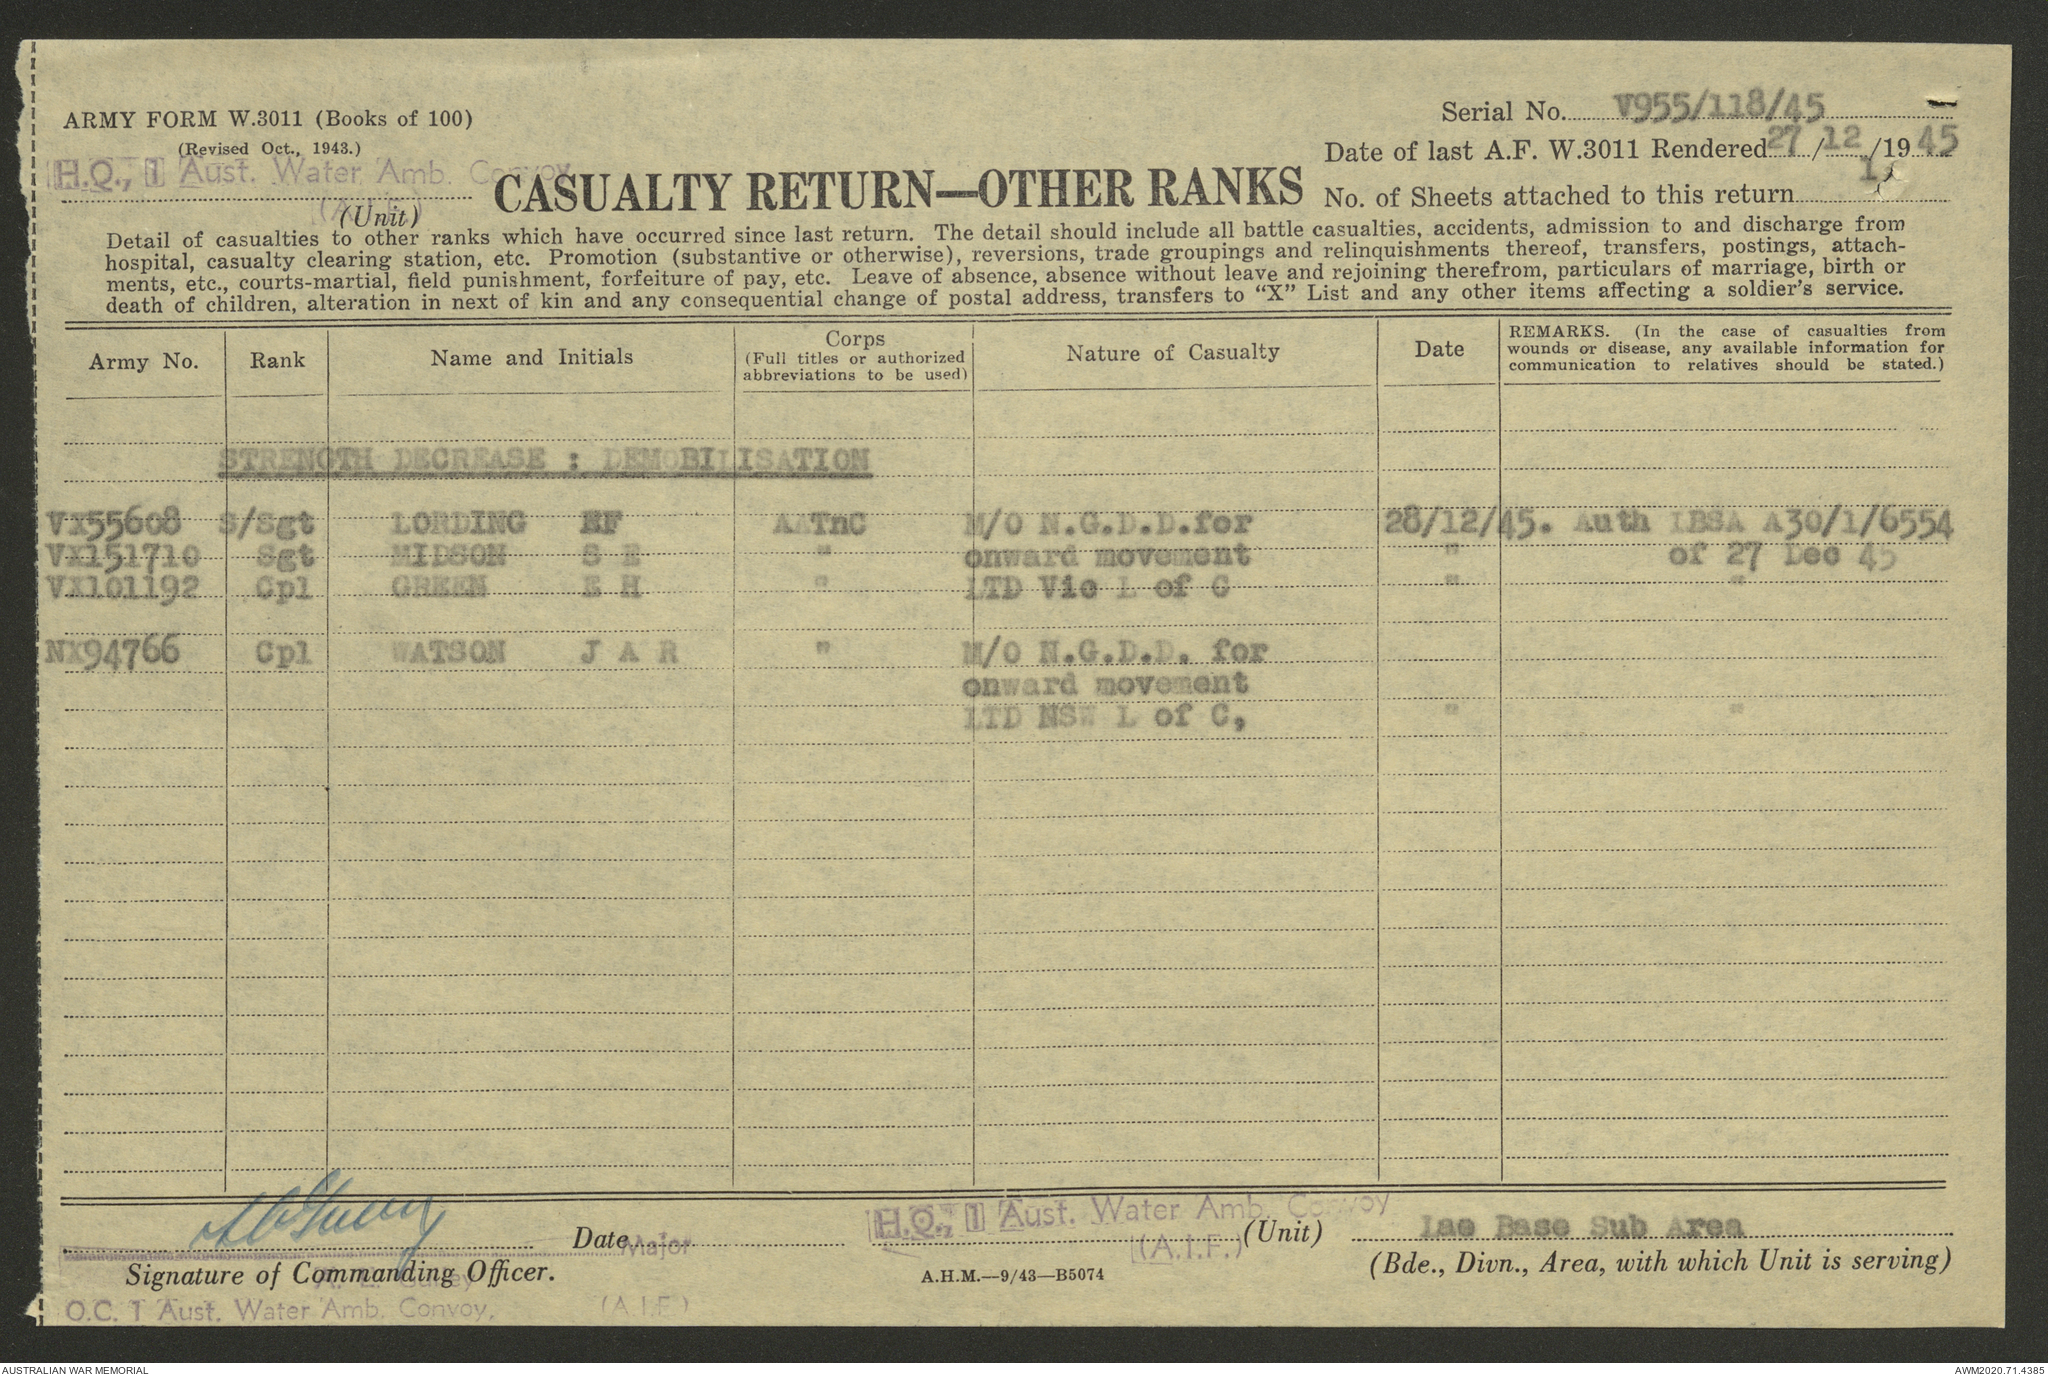 ARMY FORM W.3011 (Books of 100)
(Revised Oct., 1943.)
H.Q., 1 Aust. Water Amb. Convoy
(A.I.F.)
(Unit)
CASUALTY RETURN—OTHER RANKS
Serial No. V955/118/45
Date of last A.F. W.3011 Rendered 27/12/1945
No. of Sheets attached to this return 1
Detail of casualties to other ranks which have occurred since last return. The detail should include all battle casualties, accidents, admission to and discharge from
hospital, casualty clearing station, etc. Promotion (substantive or otherwise), reversions, trade groupings and relinquishments thereof, transfers, postings, attach-
ments, etc., courts-martial, field punishment, forfeiture of pay, etc. Leave of absence, absence without leave and rejoining therefrom, particulars of marriage, birth or
death of children, alteration in next of kin and any consequential change of postal address, transfers to "X" List and any other items affecting a soldier's service.
Army No. Rank Name and Initials Corps (Full titles or authorized abbreviations to be used) Nature of Casualty Date REMARKS. (In the case of casualties from wounds or disease, any available information for communication to relatives should be stated.)
STRENGTH DECREASE : DEMOBILISATION
VX55608 S/Sgt LORDING EF AATnC M/O N.G.D.D.for 28/12/45. Auth IBSA A30/1/6554
VX151710 Sgt MIDSON S E " onward movement " of 27 Dec 45
VX101192 Cpl GREEN E H " LTD Vic L of C " "
NX94766 Cpl WATSON J A R " M/O N.G.D.D. for
onward movement
LTD NSW L of C, " "
Date
Major
Signature of Commanding Officer.
O.C. 1 Aust. Water Amb. Convoy, (A.I.F.)
H.Q., 1 Aust. Water Amb. Convoy
(A.I.F.)
(Unit)
A.H.M.—9/43—B5074
Lae Base Sub Area
(Bde., Divn., Area, with which Unit is serving)
AUSTRALIAN WAR MEMORIAL
AWM2020.71.4385